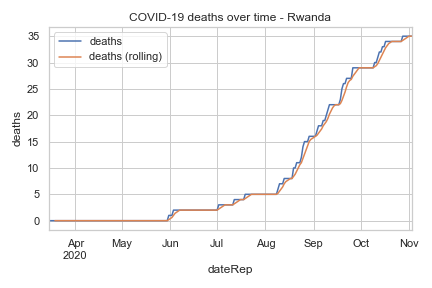 COVID-19 deaths over time - Rwanda
deaths
deaths (rolling)
35
30
25
20
15
10
5
0
deaths
Apr
2020
May
Jun
Jul
Aug
Sep
Oct
Nov
dateRep